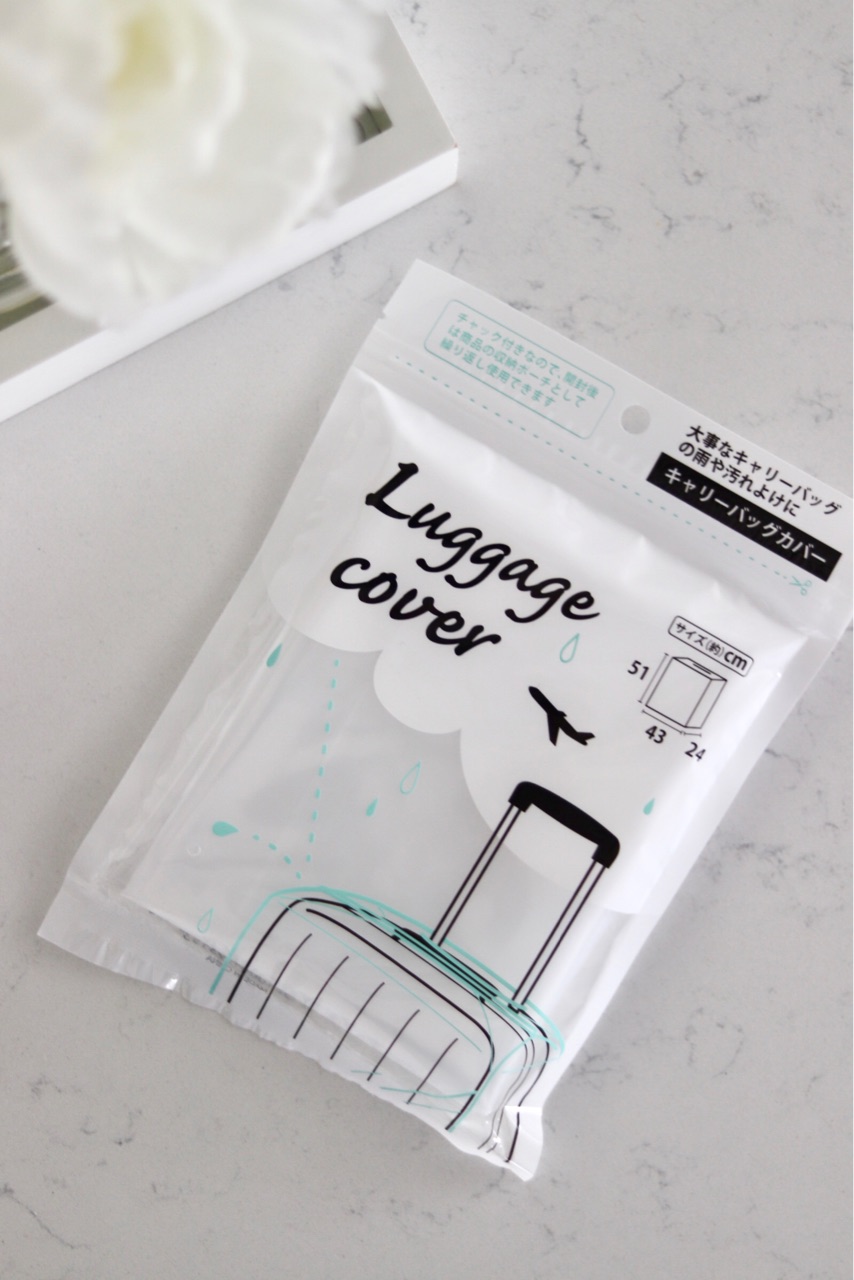 チャック付きなので、開封後
は商品の収納ポーチとして
繰り返し使用できます
大事なキャリーバッグ
の雨や汚れよけに
キャリーバッグカバー
Luggage
cover
サイズ(約)cm
51
43
24